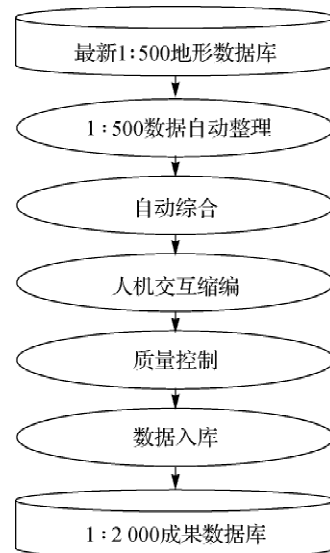 最新1:500地形数据库
1:500数据自动整理
自动综合
人机交互缩编
质量控制
数据入库
1:2 000成果数据库